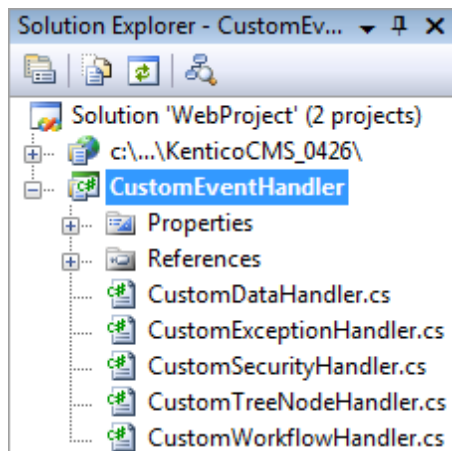 Solution Explorer - CustomEv...
Solution 'WebProject' (2 projects)
c:\...\KenticoCMS_0426\
CustomEventHandler
Properties
References
CustomDataHandler.cs
CustomExceptionHandler.cs
CustomSecurityHandler.cs
CustomTreeNodeHandler.cs
CustomWorkflowHandler.cs